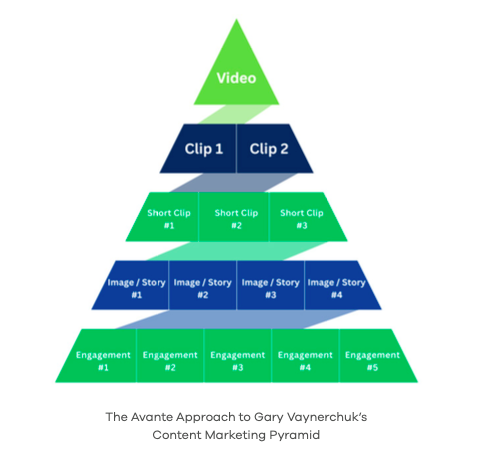 Video
Clip 1
Clip 2
Short Clip
#1
Short Clip
#2
Short Clip
#3
Image / Story
#1
Image / Story
#2
Image / Story
#3
Image / Story
#4
Engagement
#1
Engagement
#2
Engagement
#3
Engagement
#4
Engagement
#5
The Avante Approach to Gary Vaynerchuk’s
Content Marketing Pyramid